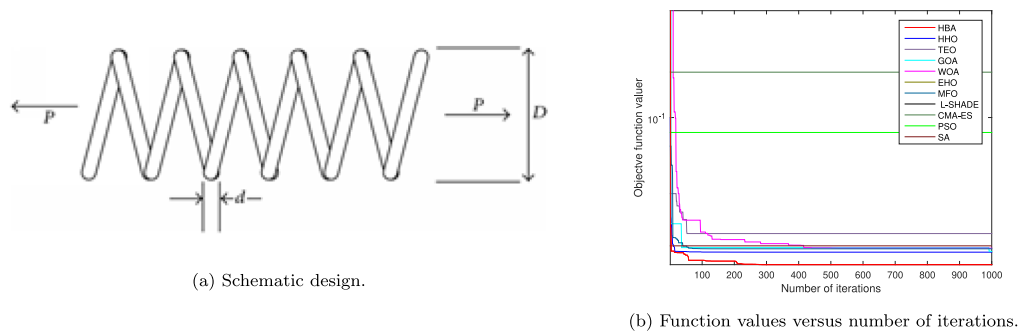 P
P
D
d
(a) Schematic design.
Objectve function valuer
10^-1
HBA
HHO
TEO
GOA
WOA
EHO
MFO
L-SHADE
CMA-ES
PSO
SA
100 200 300 400 500 600 700 800 900 1000
Number of iterations
(b) Function values versus number of iterations.